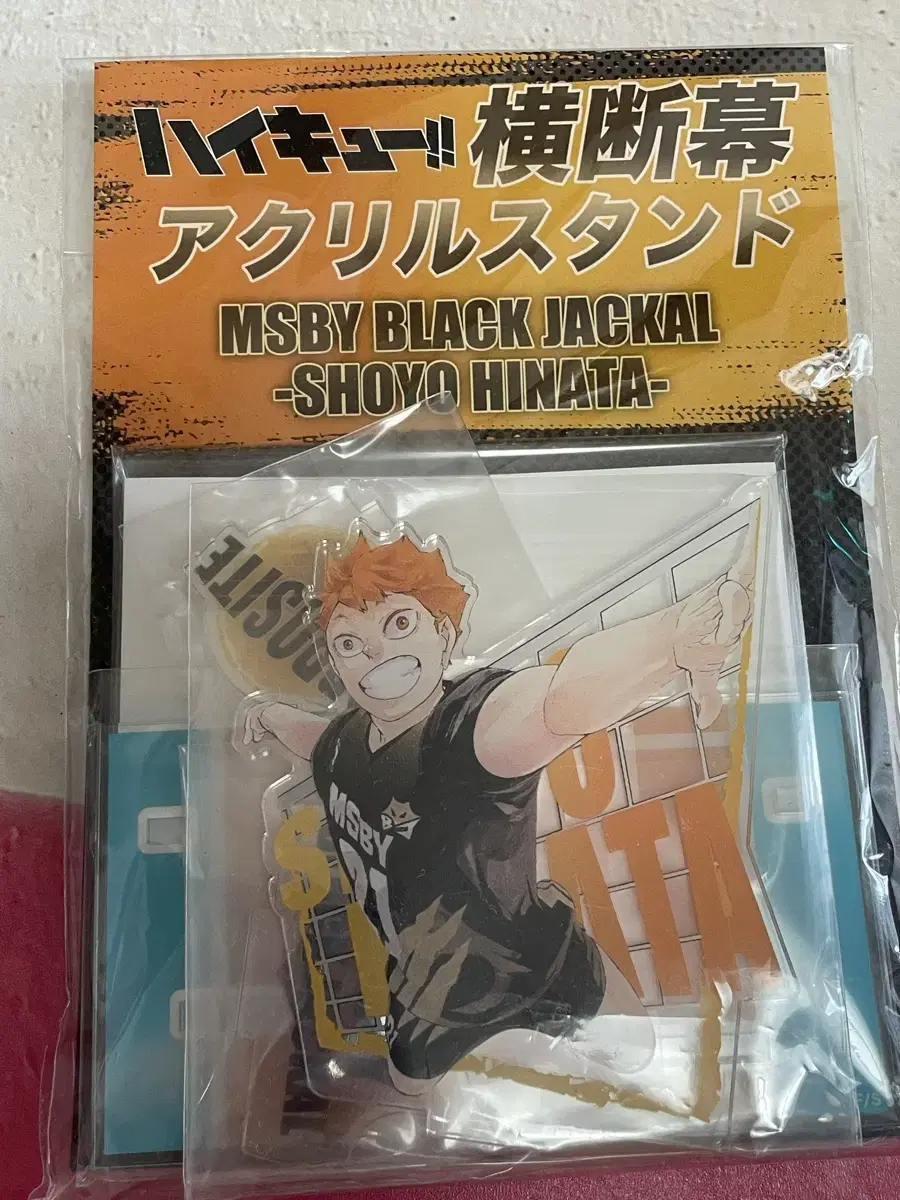 ハイキュー!! 横断幕
アクリルスタンド
MSBY BLACK JACKAL
-SHOYO HINATA-
MSBY
21